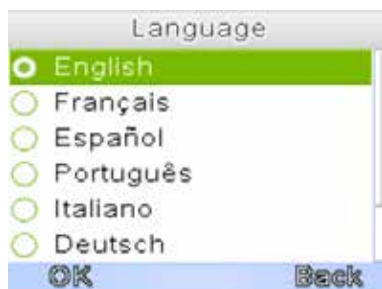 Language
English
Français
Español
Português
Italiano
Deutsch
OK Back